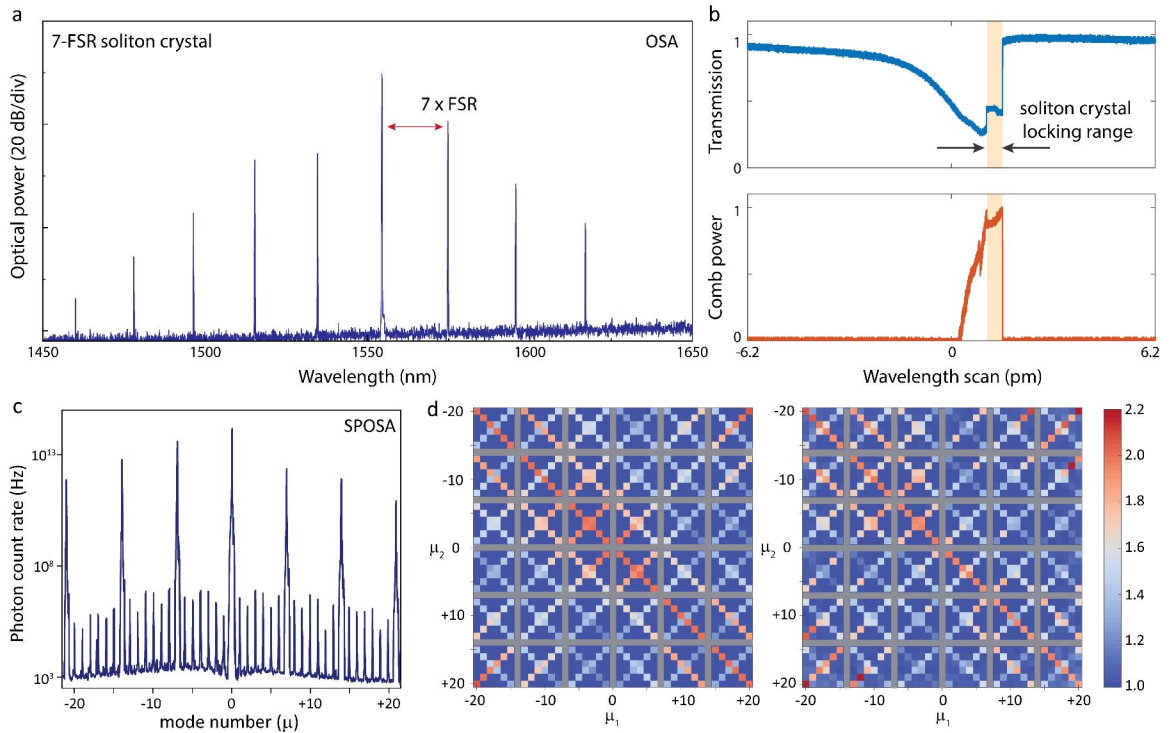 a
7-FSR soliton crystal
OSA
7 x FSR
Optical power (20 dB/div)
1450
1500
1550
1600
1650
Wavelength (nm)
b
1
Transmission
0
soliton crystal
locking range
1
Comb power
0
-6.2
0
6.2
Wavelength scan (pm)
c
SPOSA
Photon count rate (Hz)
10¹³
10⁸
10³
-20
-10
0
10
20
mode number (μ)
d
-20
-10
μ₂ 0
+10
+20
-20
-10
0
+10
+20
μ₁
-20
-10
μ₂ 0
+10
+20
-20
-10
0
+10
+20
μ₁
2.2
2.0
1.8
1.6
1.4
1.2
1.0